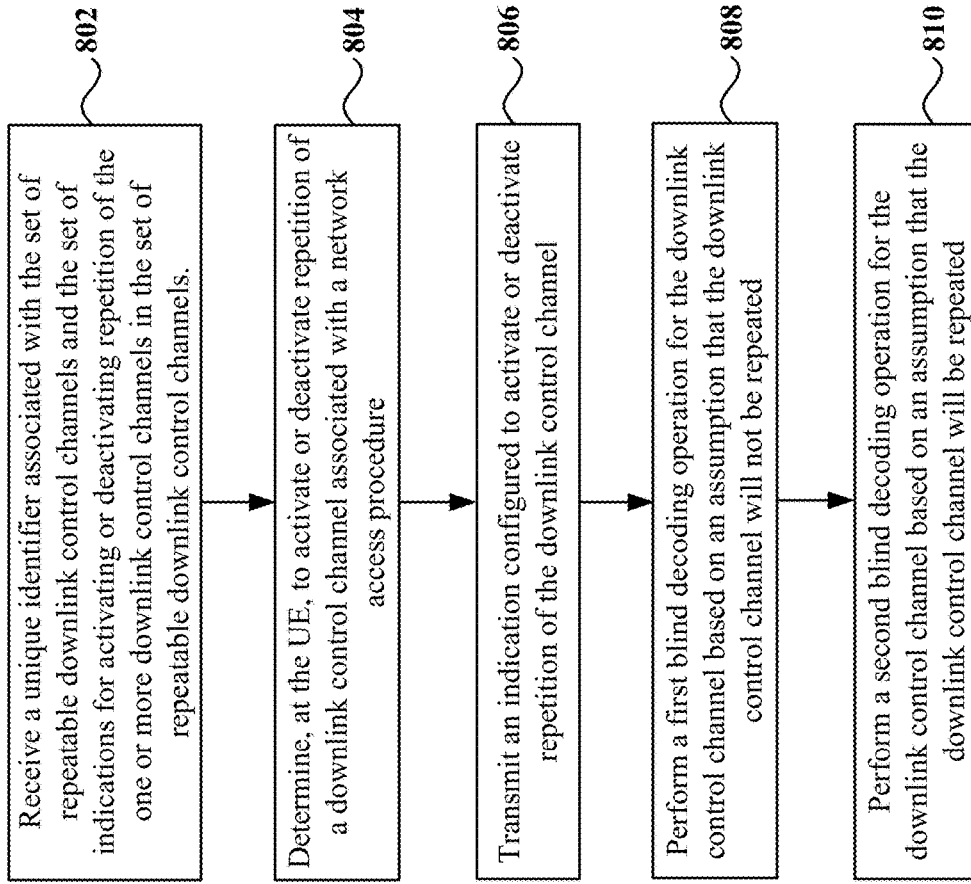 Receive a unique identifier associated with the set of
repeatable downlink control channels and the set of
indications for activating or deactivating repetition of the
one or more downlink control channels in the set of
repeatable downlink control channels.
802
Determine, at the UE, to activate or deactivate repetition of
a downlink control channel associated with a network
access procedure
804
Transmit an indication configured to activate or deactivate
repetition of the downlink control channel
806
Perform a first blind decoding operation for the downlink
control channel based on an assumption that the downlink
control channel will not be repeated
808
Perform a second blind decoding operation for the
downlink control channel based on an assumption that the
downlink control channel will be repeated
810